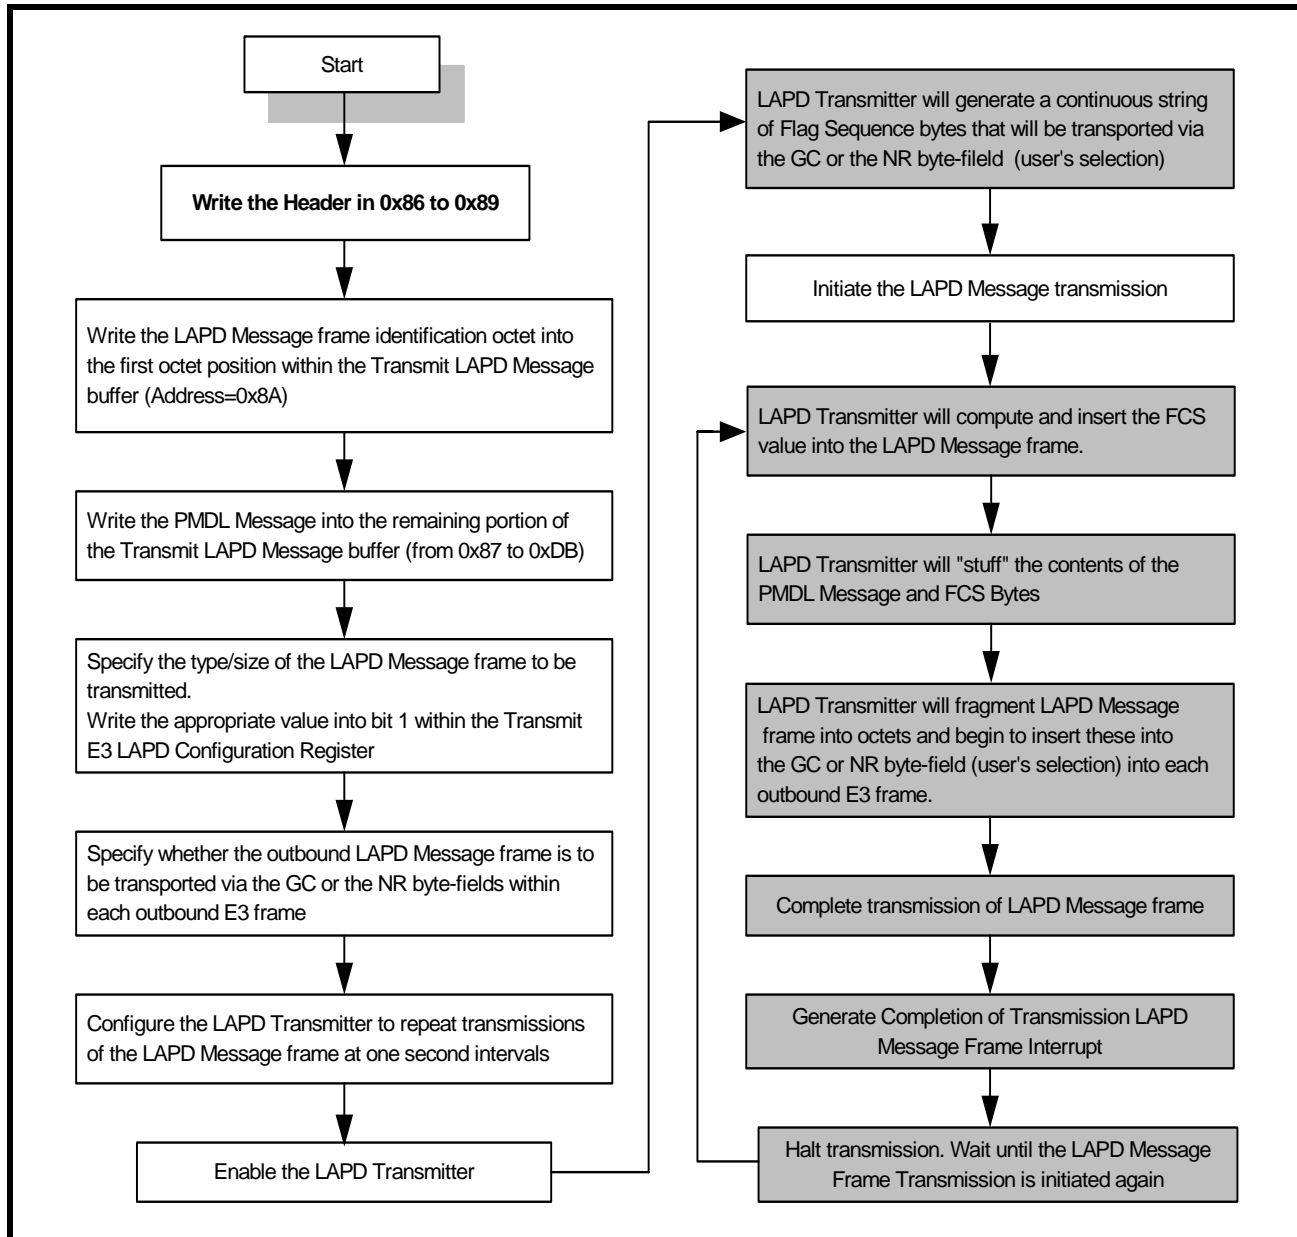 Start
Write the Header in 0x86 to 0x89
Write the LAPD Message frame identification octet into
the first octet position within the Transmit LAPD Message
buffer (Address=0x8A)
Write the PMDL Message into the remaining portion of
the Transmit LAPD Message buffer (from 0x87 to 0xDB)
Specify the type/size of the LAPD Message frame to be
transmitted.
Write the appropriate value into bit 1 within the Transmit
E3 LAPD Configuration Register
Specify whether the outbound LAPD Message frame is to
be transported via the GC or the NR byte-fields within
each outbound E3 frame
Configure the LAPD Transmitter to repeat transmissions
of the LAPD Message frame at one second intervals
Enable the LAPD Transmitter
LAPD Transmitter will generate a continuous string
of Flag Sequence bytes that will be transported via
the GC or the NR byte-fileld (user's selection)
Initiate the LAPD Message transmission
LAPD Transmitter will compute and insert the FCS
value into the LAPD Message frame.
LAPD Transmitter will "stuff" the contents of the
PMDL Message and FCS Bytes
LAPD Transmitter will fragment LAPD Message
frame into octets and begin to insert these into
the GC or NR byte-field (user's selection) into each
outbound E3 frame.
Complete transmission of LAPD Message frame
Generate Completion of Transmission LAPD
Message Frame Interrupt
Halt transmission. Wait until the LAPD Message
Frame Transmission is initiated again